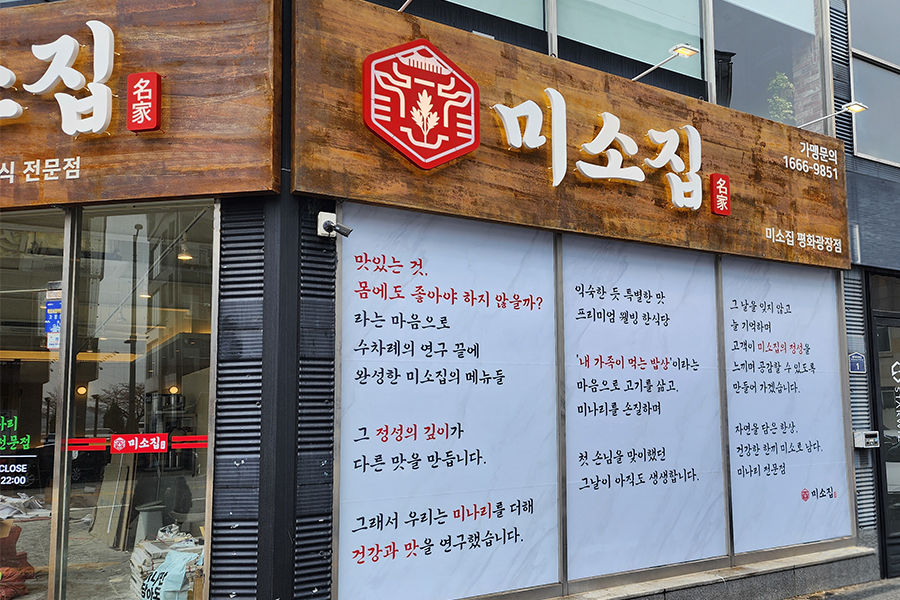 소집
名家
식 전문점
미소집
名家
가맹문의
1666-9851
미소집 평화광장점
맛있는 것,
몸에도 좋아야 하지 않을까?
라는 마음으로
수차례의 연구 끝에
완성한 미소집의 메뉴들
그 정성의 깊이가
다른 맛을 만듭니다.
그래서 우리는 미나리를 더해
건강과 맛을 연구했습니다.
익숙한 듯 특별한 맛
프리미엄 웰빙 한식당
'내 가족이 먹는 밥상'이라는
마음으로 고기를 삶고,
미나리를 손질하며
첫 손님을 맞이했던
그날이 아직도 생생합니다.
그 날을 잊지 않고
늘 기억하며
고객이 미소집의 정성을
느끼며 공감할 수 있도록
만들어 가겠습니다.
자연을 담은 한상,
건강한 한끼 미소로 남다.
미나리 전문점
미소집
나리
전문점
CLOSE
22:00
미소집